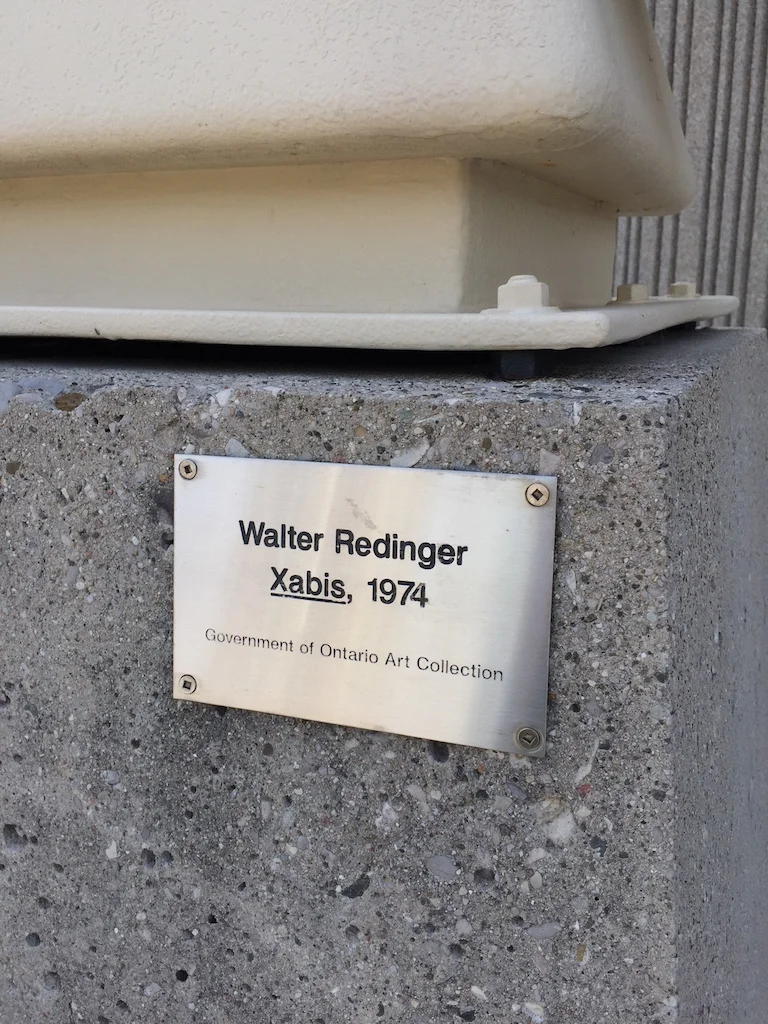 Walter Redinger
Xabis, 1974
Government of Ontario Art Collection